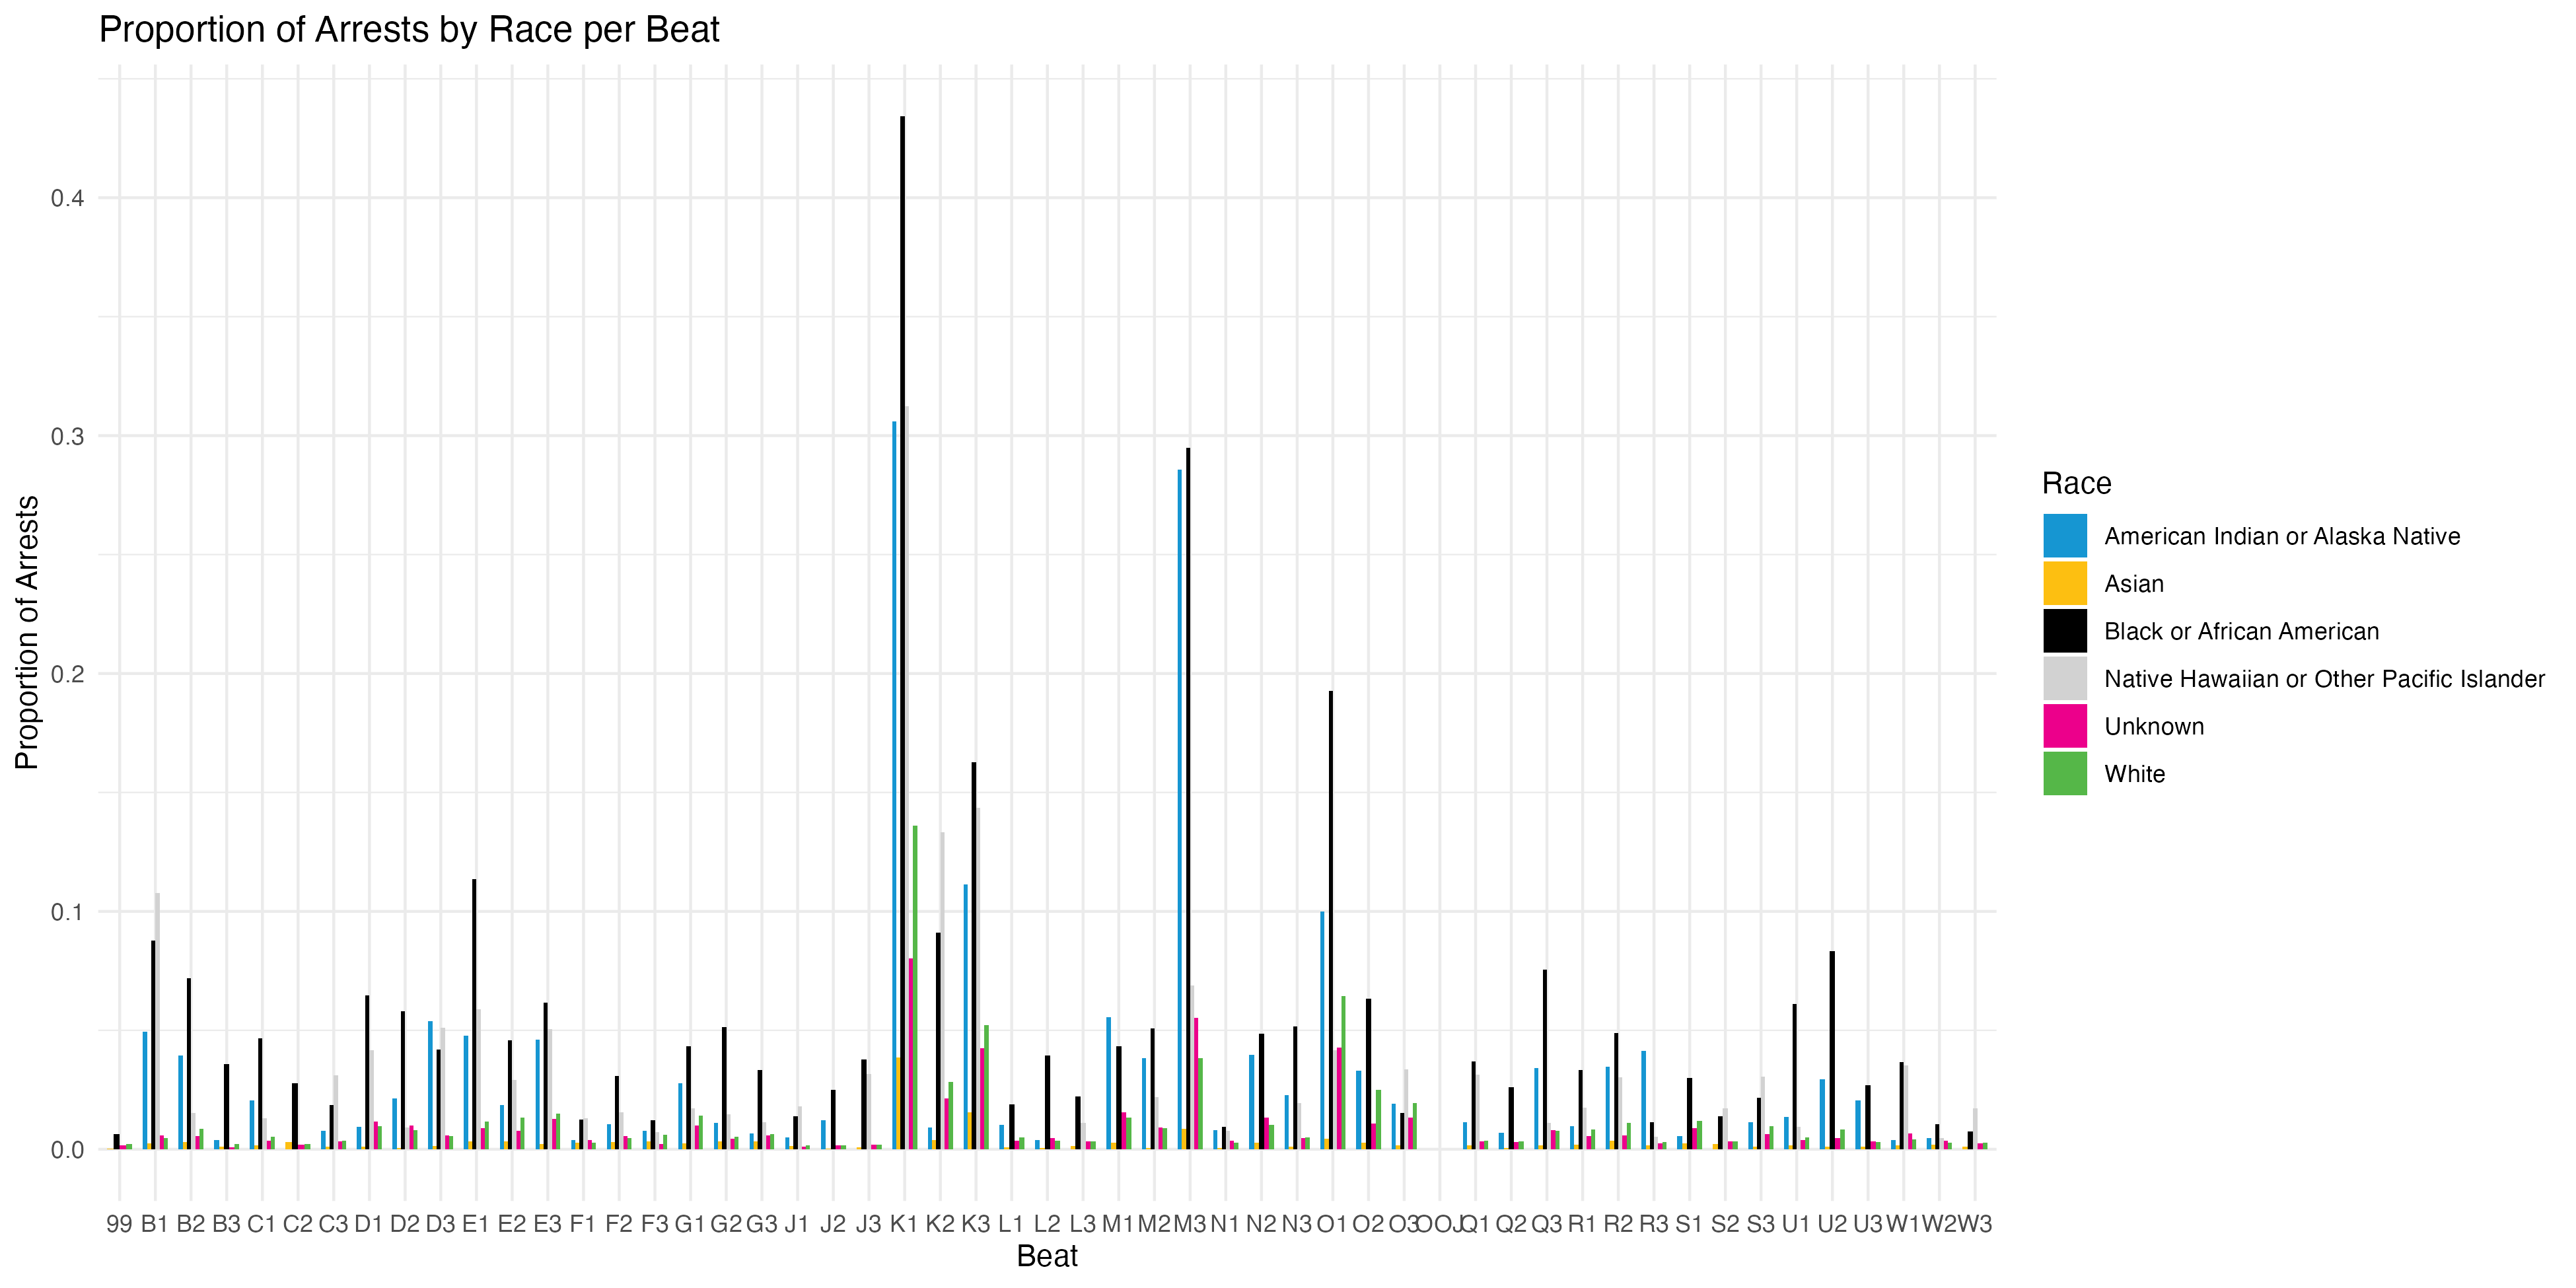 Proportion of Arrests by Race per Beat
Proportion of Arrests
0.4
0.3
0.2
0.1
0.0
99 B1 B2 B3 C1 C2 C3 D1 D2 D3 E1 E2 E3 F1 F2 F3 G1 G2 G3 J1 J2 J3 K1 K2 K3 L1 L2 L3 M1 M2 M3 N1 N2 N3 O1 O2 O3 OOJ Q1 Q2 Q3 R1 R2 R3 S1 S2 S3 U1 U2 U3 W1 W2 W3
Beat
Race
American Indian or Alaska Native
Asian
Black or African American
Native Hawaiian or Other Pacific Islander
Unknown
White